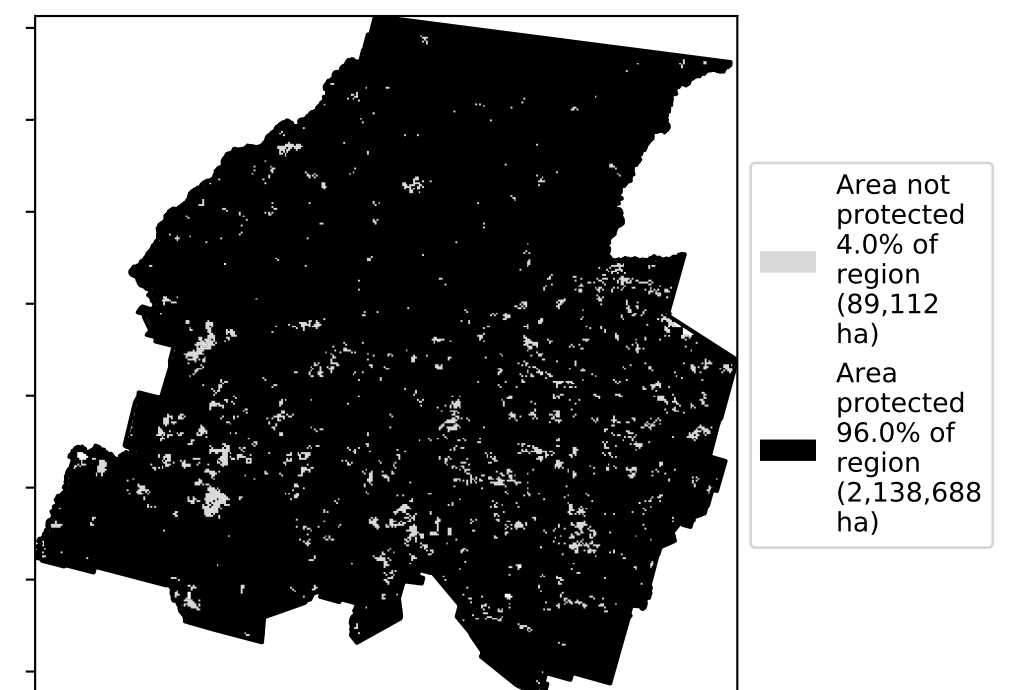 Area not
protected
4.0% of
region
(89,112
ha)
Area
protected
96.0% of
region
(2,138,688
ha)